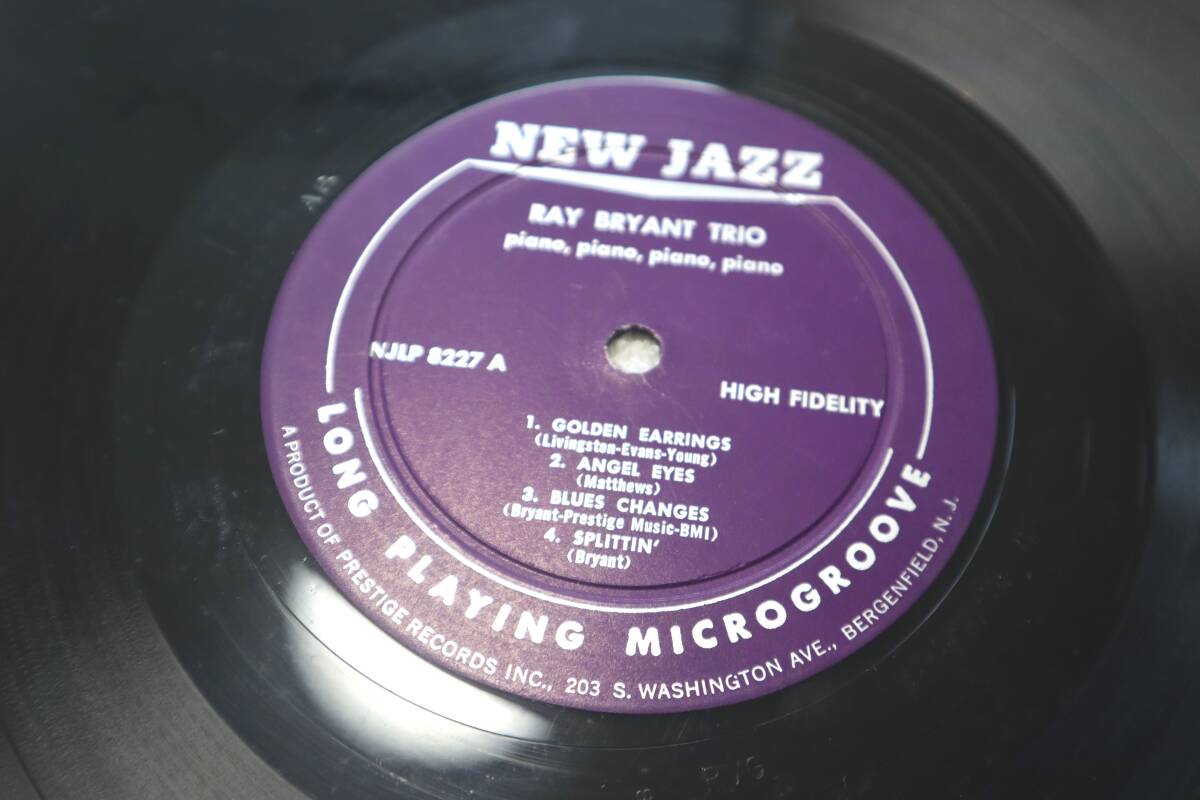 NEW JAZZ
RAY BRYANT TRIO
piano, piano, piano, piano
NJLP 8227 A
HIGH FIDELITY
1. GOLDEN EARRINGS
(Livingston-Evans-Young)
2. ANGEL EYES
(Matthews)
3. BLUES CHANGES
(Bryant-Prestige Music-BMI)
4. SPLITTIN'
(Bryant)
LONG PLAYING MICROGROOVE
A PRODUCT OF PRESTIGE RECORDS INC., 203 S. WASHINGTON AVE., BERGENFIELD, N. J.